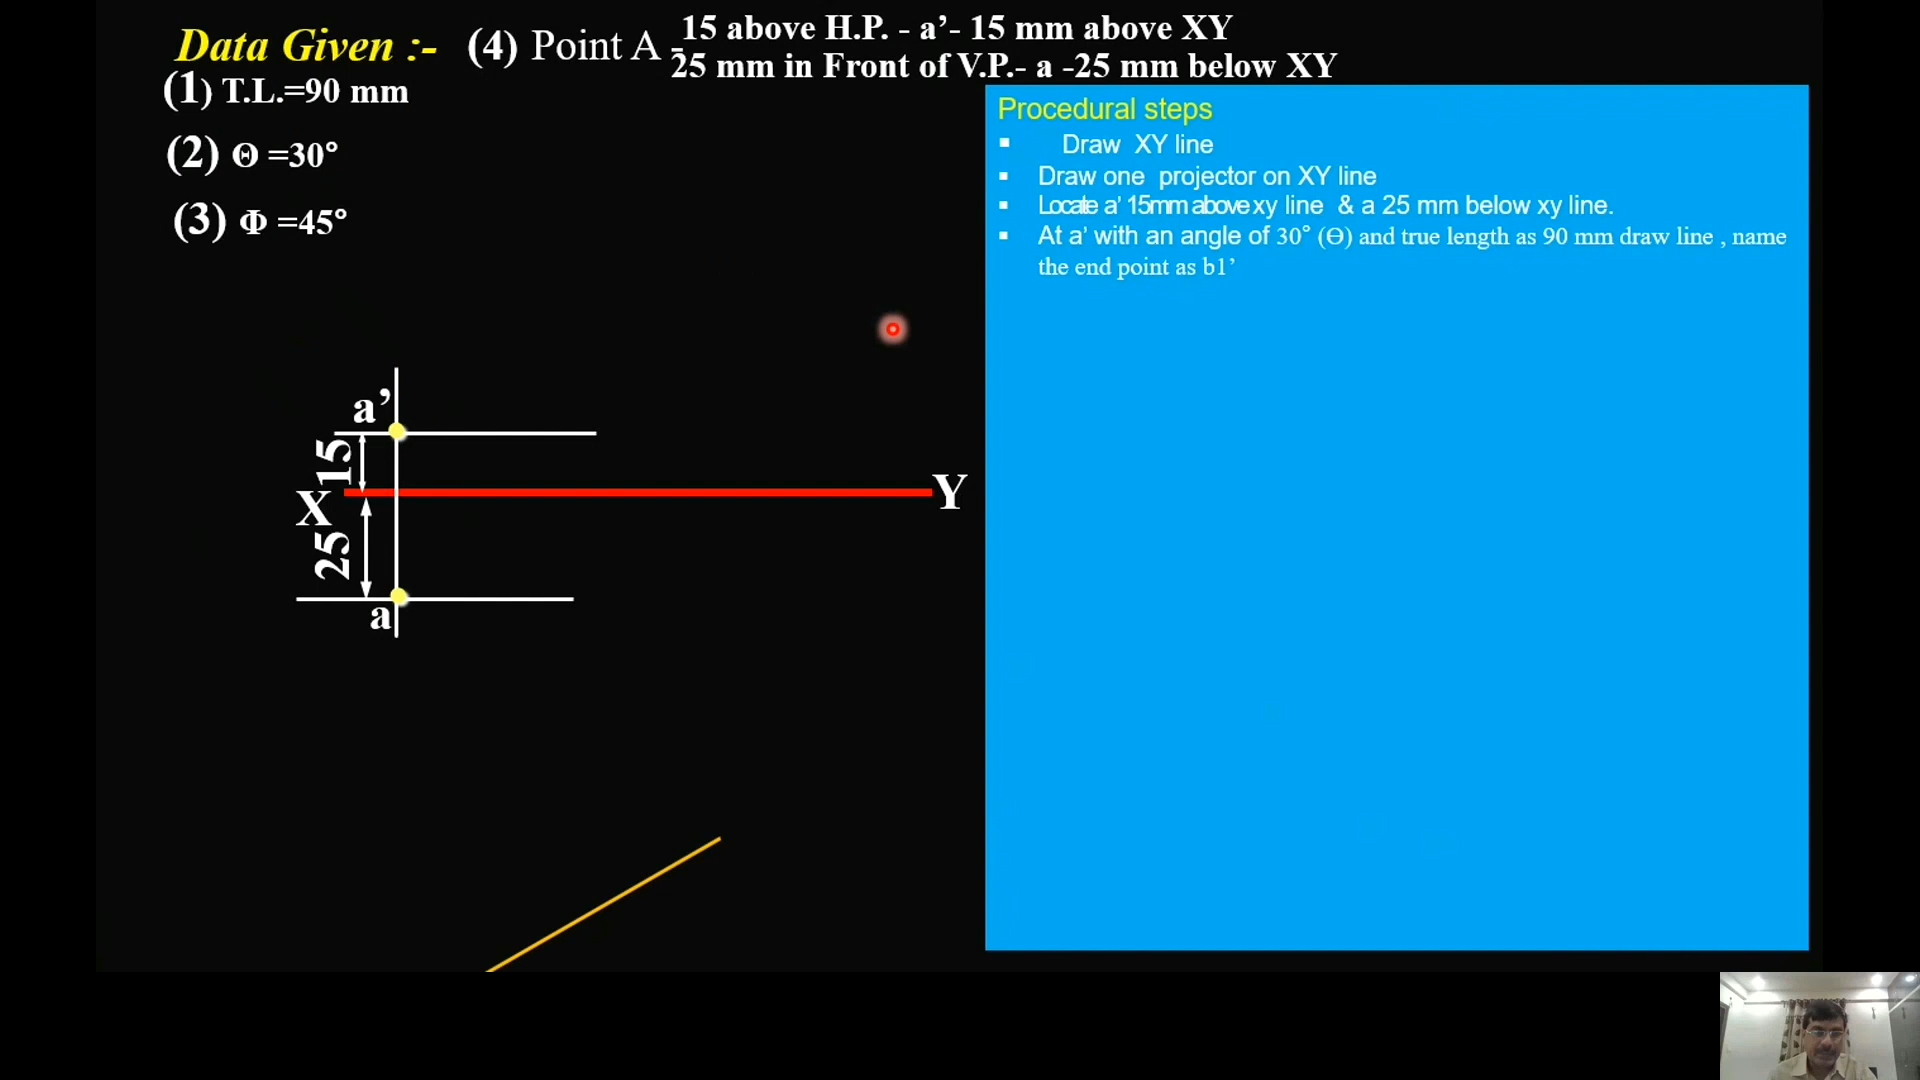 Data Given :- (4) Point A -
15 above H.P. - a’- 15 mm above XY
25 mm in Front of V.P.- a -25 mm below XY
(1) T.L.=90 mm
(2) Ɵ =30°
(3) Φ =45°
Procedural steps
▪ Draw XY line
▪ Draw one projector on XY line
▪ Locate a' 15mm above xy line & a 25 mm below xy line.
▪ At a’ with an angle of 30° (Ɵ) and true length as 90 mm draw line , name
the end point as b1’
a’
15
X
Y
25
a